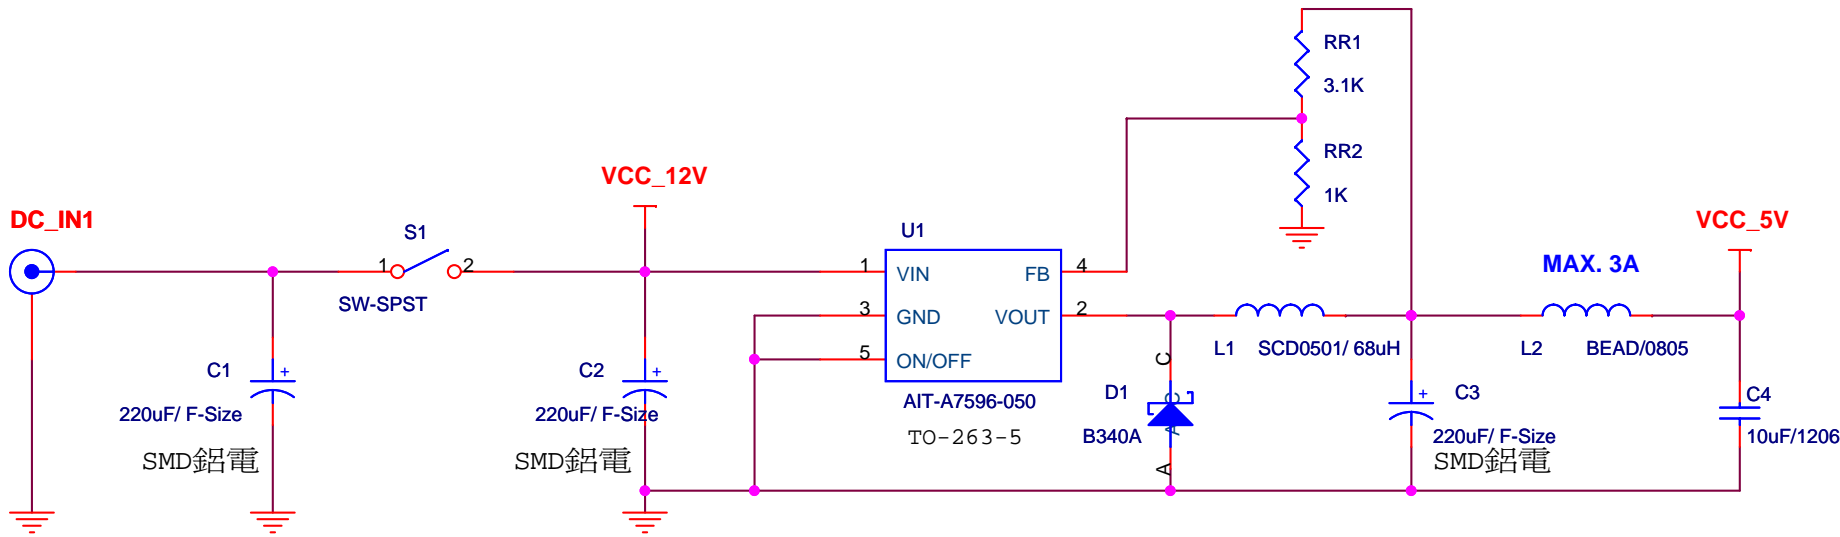 RR1
3.1K
RR2
1K
VCC_12V
DC_IN1
S1
1
2
SW-SPST
U1
1
VIN
FB
4
3
GND
VOUT
2
5
ON/OFF
AIT-A7596-050
TO-263-5
VCC_5V
MAX. 3A
L1
SCD0501/ 68uH
L2
BEAD/0805
C1
+
220uF/ F-Size
SMD鋁電
C2
+
220uF/ F-Size
SMD鋁電
C
D1
A
C
B340A
A
C3
+
220uF/ F-Size
SMD鋁電
C4
10uF/1206